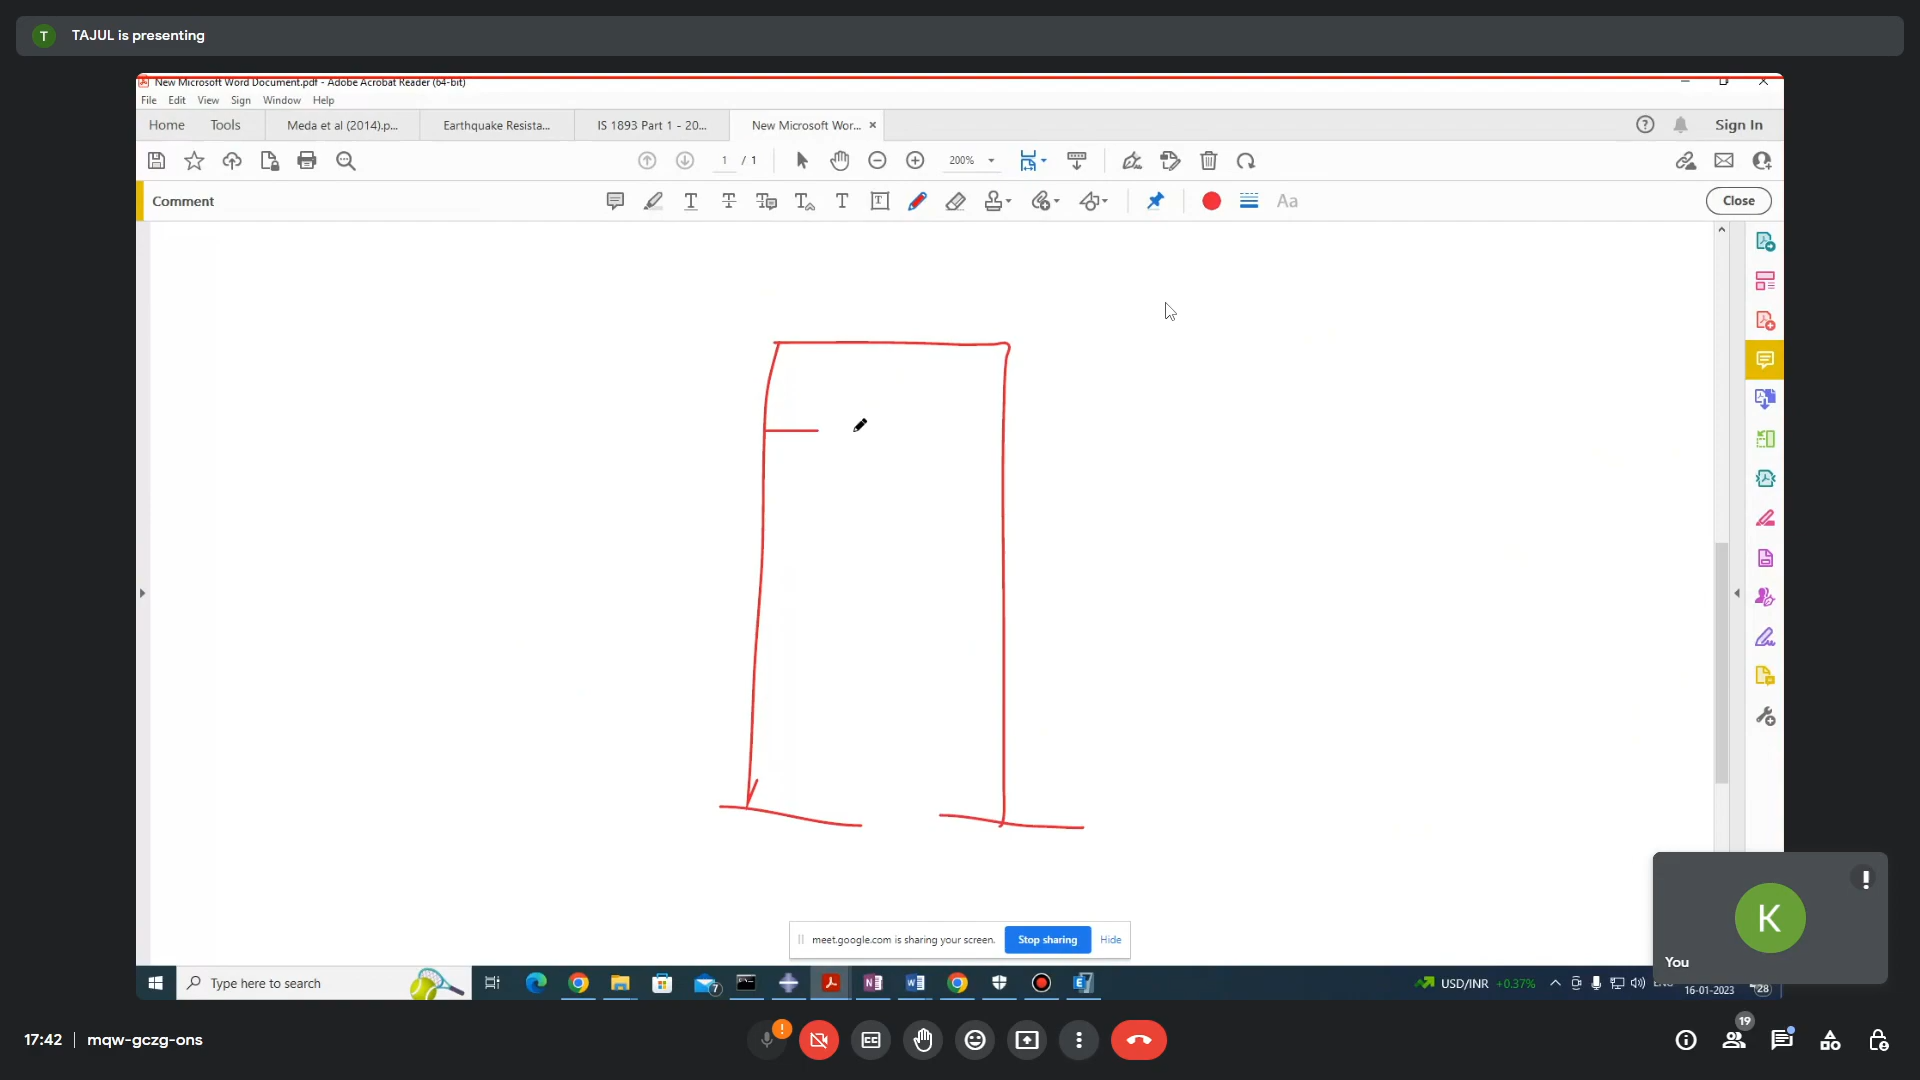 T TAJUL is presenting
New Microsoft Word Document.pdf - Adobe Acrobat Reader (64-bit)
File Edit View Sign Window Help
Home Tools Meda et al (2014).p... Earthquake Resista... IS 1893 Part 1 - 20... New Microsoft Wor... × Sign In
1 / 1 200%
Comment Aa Close
meet.google.com is sharing your screen. Stop sharing Hide
K
You
Type here to search 7 USD/INR +0.37% 16-01-2023 28
17:42 | mqw-gczg-ons 19